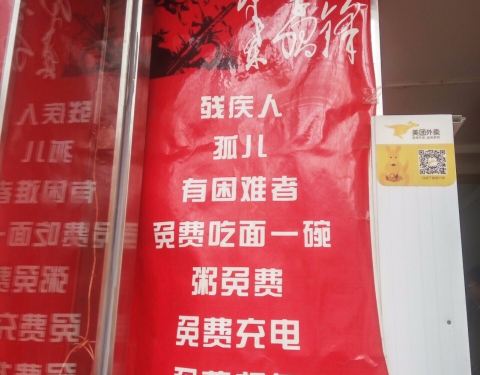 残疾人
孤儿
有困难者
免费吃面一碗
粥免费
免费充电
美团外卖